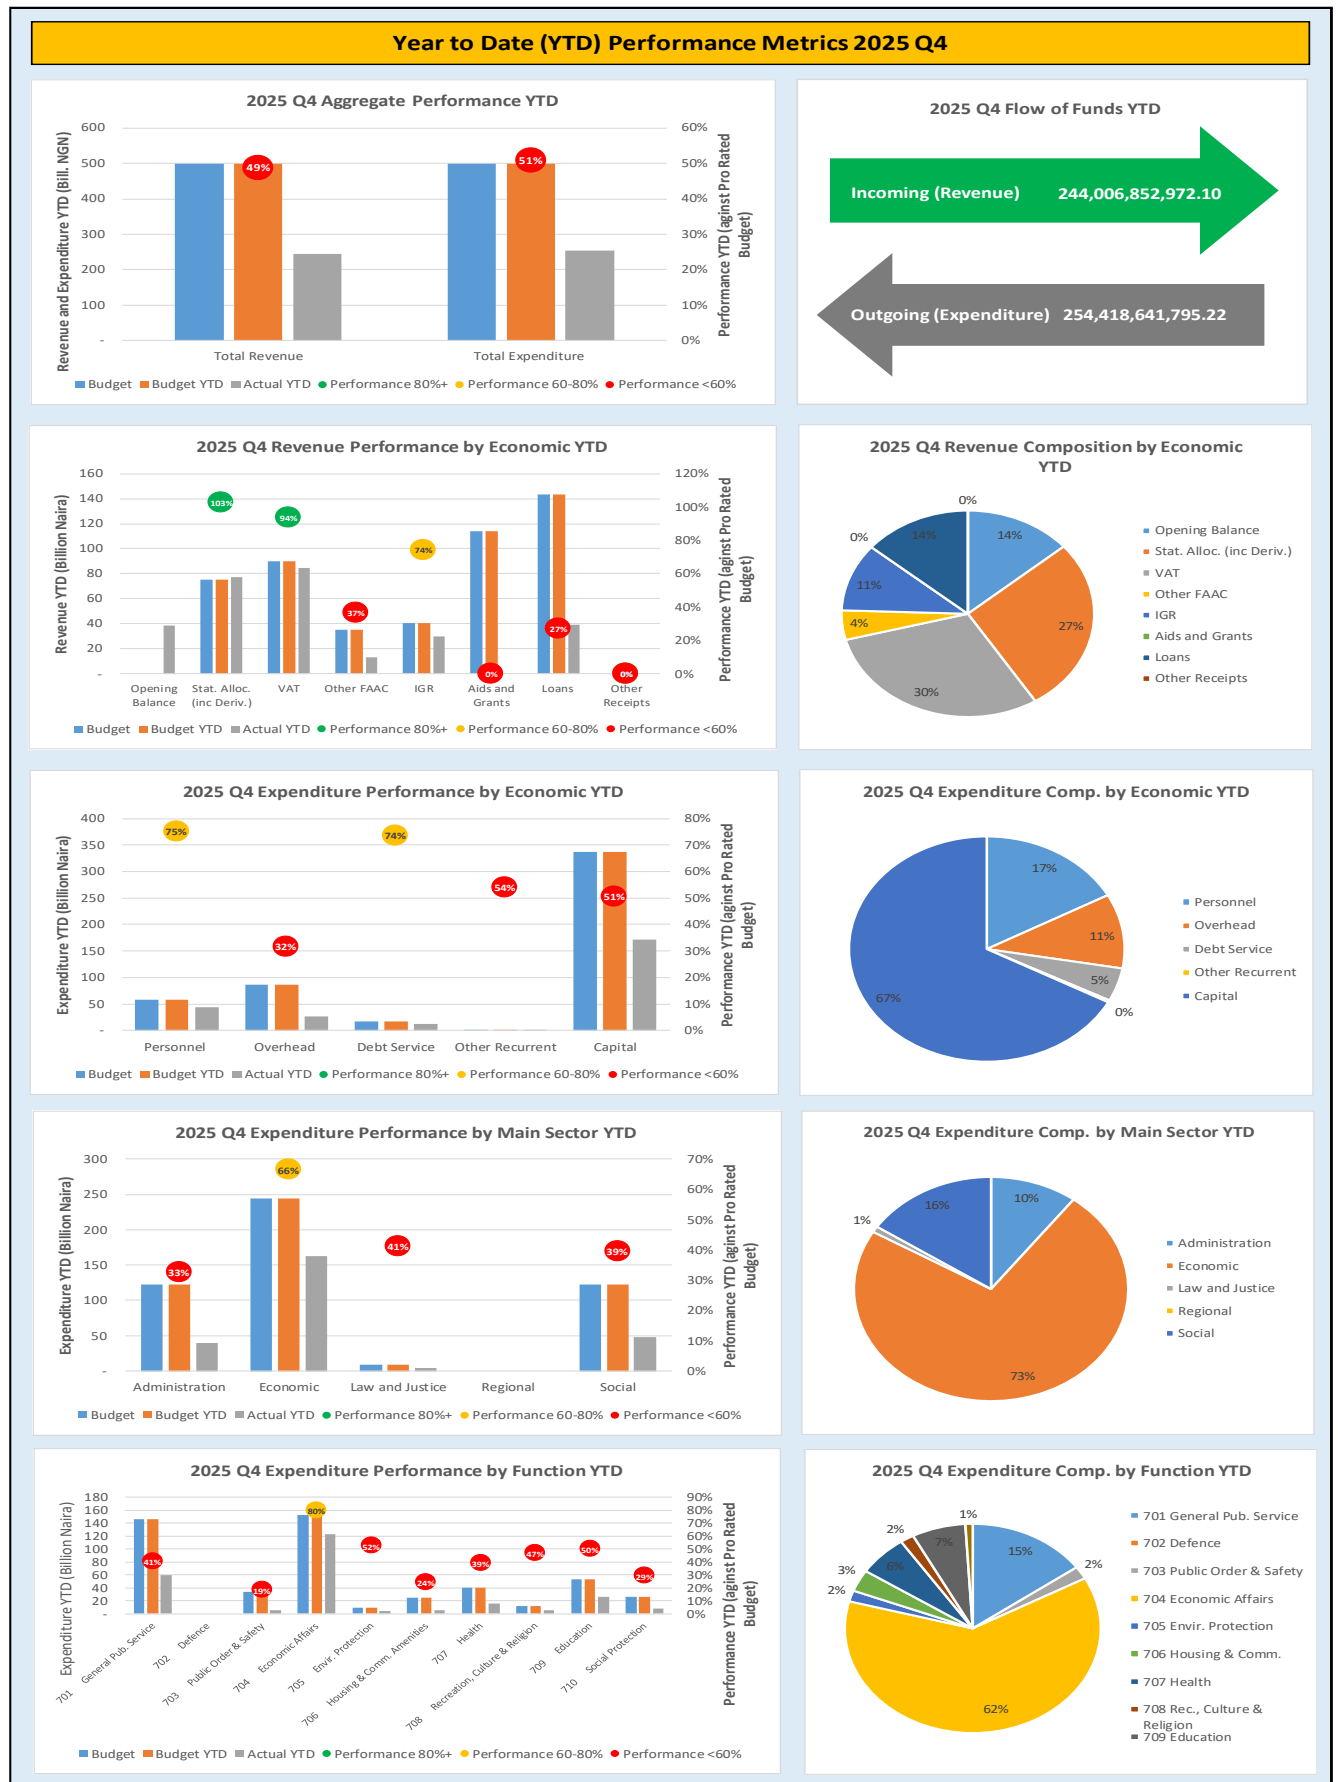 Year to Date (YTD) Performance Metrics 2025 Q4
2025 Q4 Aggregate Performance YTD
Revenue and Expenditure YTD (Bill. NGN)
600
500
400
300
200
100
-
60%
50%
40%
30%
20%
10%
0%
Performance YTD (aginst Pro Rated Budget)
49%
51%
Total Revenue
Total Expenditure
Budget
Budget YTD
Actual YTD
Performance 80%+
Performance 60-80%
Performance <60%
2025 Q4 Flow of Funds YTD
Incoming (Revenue) 244,006,852,972.10
Outgoing (Expenditure) 254,418,641,795.22
2025 Q4 Revenue Performance by Economic YTD
Revenue YTD (Billion Naira)
160
140
120
100
80
60
40
20
-
120%
100%
80%
60%
40%
20%
0%
Performance YTD (aginst Pro Rated Budget)
103%
94%
37%
74%
0%
27%
0%
Opening Balance
Stat. Alloc. (inc Deriv.)
VAT
Other FAAC
IGR
Aids and Grants
Loans
Other Receipts
Budget
Budget YTD
Actual YTD
Performance 80%+
Performance 60-80%
Performance <60%
2025 Q4 Revenue Composition by Economic
YTD
0%
14%
27%
30%
4%
11%
0%
14%
Opening Balance
Stat. Alloc. (inc Deriv.)
VAT
Other FAAC
IGR
Aids and Grants
Loans
Other Receipts
2025 Q4 Expenditure Performance by Economic YTD
Expenditure YTD (Billion Naira)
400
350
300
250
200
150
100
50
-
80%
70%
60%
50%
40%
30%
20%
10%
0%
Performance YTD (aginst Pro Rated Budget)
75%
32%
74%
54%
51%
Personnel
Overhead
Debt Service
Other Recurrent
Capital
Budget
Budget YTD
Actual YTD
Performance 80%+
Performance 60-80%
Performance <60%
2025 Q4 Expenditure Comp. by Economic YTD
17%
11%
5%
0%
67%
Personnel
Overhead
Debt Service
Other Recurrent
Capital
2025 Q4 Expenditure Performance by Main Sector YTD
Expenditure YTD (Billion Naira)
300
250
200
150
100
50
-
70%
60%
50%
40%
30%
20%
10%
0%
Performance YTD (aginst Pro Rated Budget)
33%
66%
41%
39%
Administration
Economic
Law and Justice
Regional
Social
Budget
Budget YTD
Actual YTD
Performance 80%+
Performance 60-80%
Performance <60%
2025 Q4 Expenditure Comp. by Main Sector YTD
10%
73%
1%
16%
Administration
Economic
Law and Justice
Regional
Social
2025 Q4 Expenditure Performance by Function YTD
Expenditure YTD (Billion Naira)
180
160
140
120
100
80
60
40
20
-
90%
80%
70%
60%
50%
40%
30%
20%
10%
0%
Performance YTD (aginst Pro Rated Budget)
41%
19%
80%
52%
24%
39%
47%
50%
29%
701 General Pub. Service
702 Defence
703 Public Order & Safety
704 Economic Affairs
705 Envir. Protection
706 Housing & Comm. Amenities
707 Health
708 Recreation, Culture & Religion
709 Education
710 Social Protection
Budget
Budget YTD
Actual YTD
Performance 80%+
Performance 60-80%
Performance <60%
2025 Q4 Expenditure Comp. by Function YTD
15%
2%
62%
2%
3%
6%
2%
7%
1%
701 General Pub. Service
702 Defence
703 Public Order & Safety
704 Economic Affairs
705 Envir. Protection
706 Housing & Comm.
707 Health
708 Rec., Culture &
Religion
709 Education